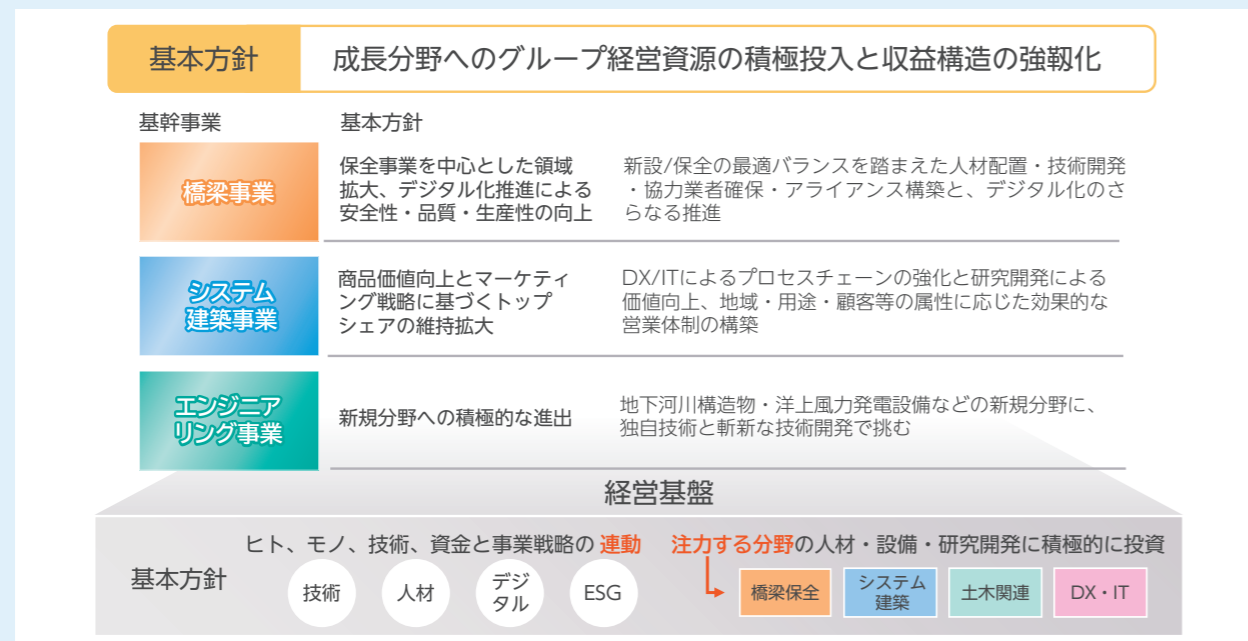 基本方針
成長分野へのグループ経営資源の積極投入と収益構造の強靱化
基幹事業
基本方針
橋梁事業
保全事業を中心とした領域
拡大、デジタル化推進による
安全性・品質・生産性の向上
新設/保全の最適バランスを踏まえた人材配置・技術開発
・協力業者確保・アライアンス構築と、デジタル化のさ
らなる推進
システム
建築事業
商品価値向上とマーケティ
ング戦略に基づくトップ
シェアの維持拡大
DX/ITによるプロセスチェーンの強化と研究開発による
価値向上、地域・用途・顧客等の属性に応じた効果的な
営業体制の構築
エンジニア
リング事業
新規分野への積極的な進出
地下河川構造物・洋上風力発電設備などの新規分野に、
独自技術と斬新な技術開発で挑む
経営基盤
基本方針
ヒト、モノ、技術、資金と事業戦略の 連動
技術
人材
デジ
タル
ESG
注力する分野の人材・設備・研究開発に積極的に投資
橋梁保全
システム
建築
土木関連
DX・IT